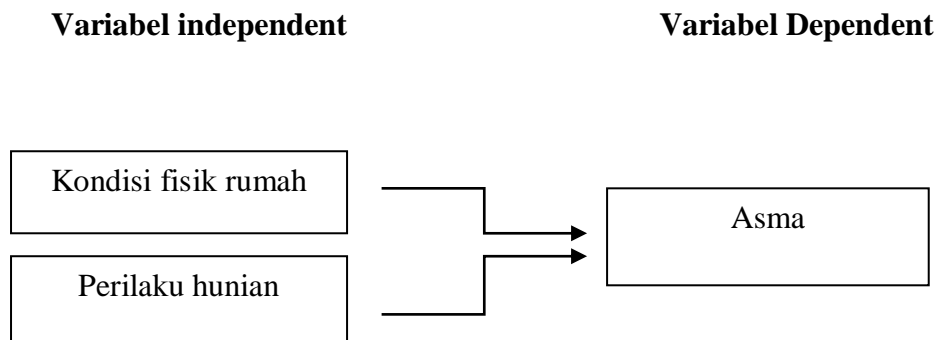 Variabel independent
Variabel Dependent
Kondisi fisik rumah
Asma
Perilaku hunian